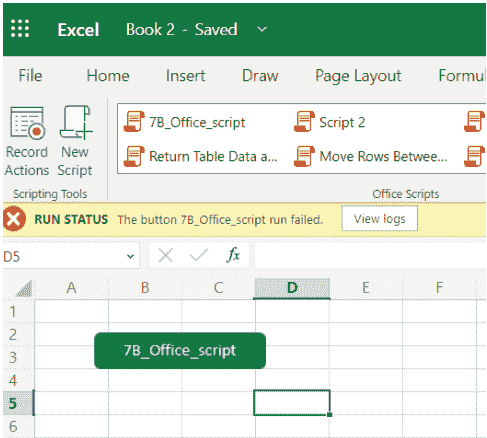 Excel Book 2 - Saved
File Home Insert Draw Page Layout Formul
7B_Office_script Script 2
Record Actions New Script Return Table Data a... Move Rows Between...
Scripting Tools Office Scripts
RUN STATUS The button 7B_Office_script run failed. View logs
D5 fx
A B C D E F
1
2
7B_Office_script
3
4
5
6